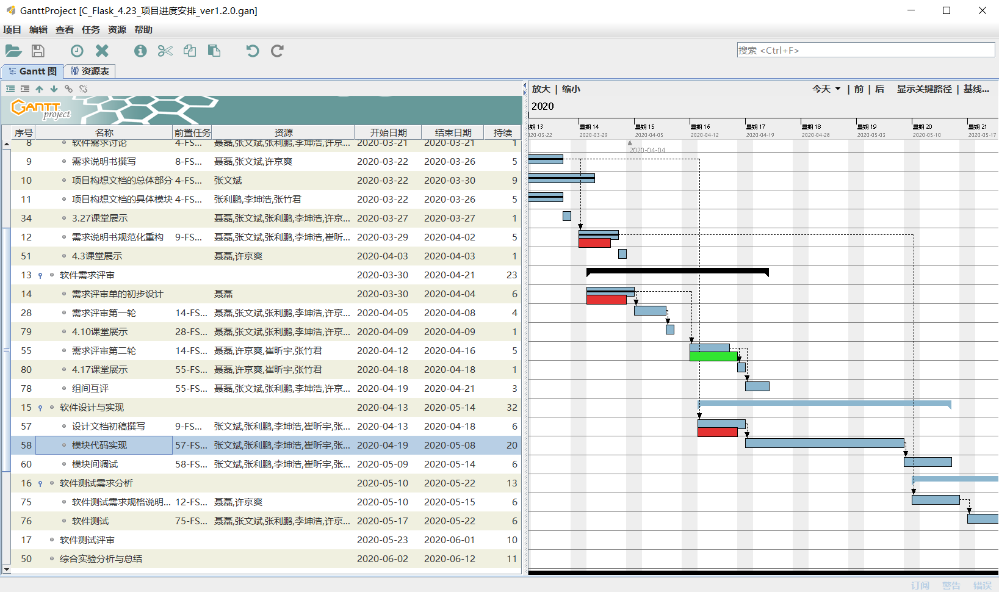 GanttProject [C_Flask_4.23_项目进度安排_ver1.2.0.gan]
项目 编辑 查看 任务 资源 帮助
搜索 <Ctrl+F>
Gantt 图 资源表
放大 | 缩小 今天 | 前 | 后 显示关键路径 | 基线...
GANTT project
2020
星期 14 星期 15 星期 16 星期 17 星期 18 星期 19 星期 20 星期 21
2020-03-29 2020-04-05 2020-04-12 2020-04-19 2020-04-26 2020-05-03 2020-05-10 2020-05-17
序号 名称 前置任务 资源 开始日期 结束日期 持续
8 软件需求讨论 4-FS... 聂磊,张文斌,张利鹏,李坤浩,许京... 2020-03-21 2020-03-21 1
2020-04-04
9 需求说明书撰写 8-FS... 聂磊,张文斌,许京爽 2020-03-22 2020-03-26 5
10 项目构想文档的总体部分 4-FS... 张文斌 2020-03-22 2020-03-30 9
11 项目构想文档的具体模块 4-FS... 张利鹏,李坤浩,张竹君 2020-03-22 2020-03-26 5
34 3.27课堂展示 聂磊,张文斌,张利鹏,李坤浩,许京... 2020-03-27 2020-03-27 1
12 需求说明书规范化重构 9-FS... 聂磊,张文斌,张利鹏,李坤浩,崔昕... 2020-03-29 2020-04-02 5
51 4.3课堂展示 聂磊,许京爽 2020-04-03 2020-04-03 1
13 软件需求评审 2020-03-30 2020-04-21 23
14 需求评审单的初步设计 聂磊 2020-03-30 2020-04-04 6
28 需求评审第一轮 14-FS... 聂磊,张文斌,张利鹏,李坤浩,许京... 2020-04-05 2020-04-08 4
79 4.10课堂展示 28-FS... 聂磊,张文斌,张利鹏,李坤浩,许京... 2020-04-09 2020-04-09 1
55 需求评审第二轮 14-FS... 聂磊,许京爽,崔昕宇,张竹君 2020-04-12 2020-04-16 5
80 4.17课堂展示 55-FS... 聂磊,许京爽,崔昕宇,张竹君 2020-04-18 2020-04-18 1
78 组间互评 55-FS... 聂磊,张文斌,张利鹏,李坤浩,许京... 2020-04-19 2020-04-21 3
15 软件设计与实现 2020-04-13 2020-05-14 32
57 设计文档初稿撰写 9-FS... 张文斌,张利鹏,李坤浩,崔昕宇,张... 2020-04-13 2020-04-18 6
58 模块代码实现 57-FS... 张文斌,张利鹏,李坤浩,崔昕宇,张... 2020-04-19 2020-05-08 20
60 模块间调试 58-FS... 张文斌,张利鹏,李坤浩,崔昕宇,张... 2020-05-09 2020-05-14 6
16 软件测试需求分析 2020-05-10 2020-05-22 13
75 软件测试需求规格说明... 12-FS... 聂磊,许京爽 2020-05-10 2020-05-15 6
76 软件测试 75-FS... 聂磊,张文斌,张利鹏,李坤浩,许京... 2020-05-17 2020-05-22 6
17 软件测试评审 2020-05-23 2020-06-01 10
50 综合实验分析与总结 2020-06-02 2020-06-12 11
订阅 警告 错误